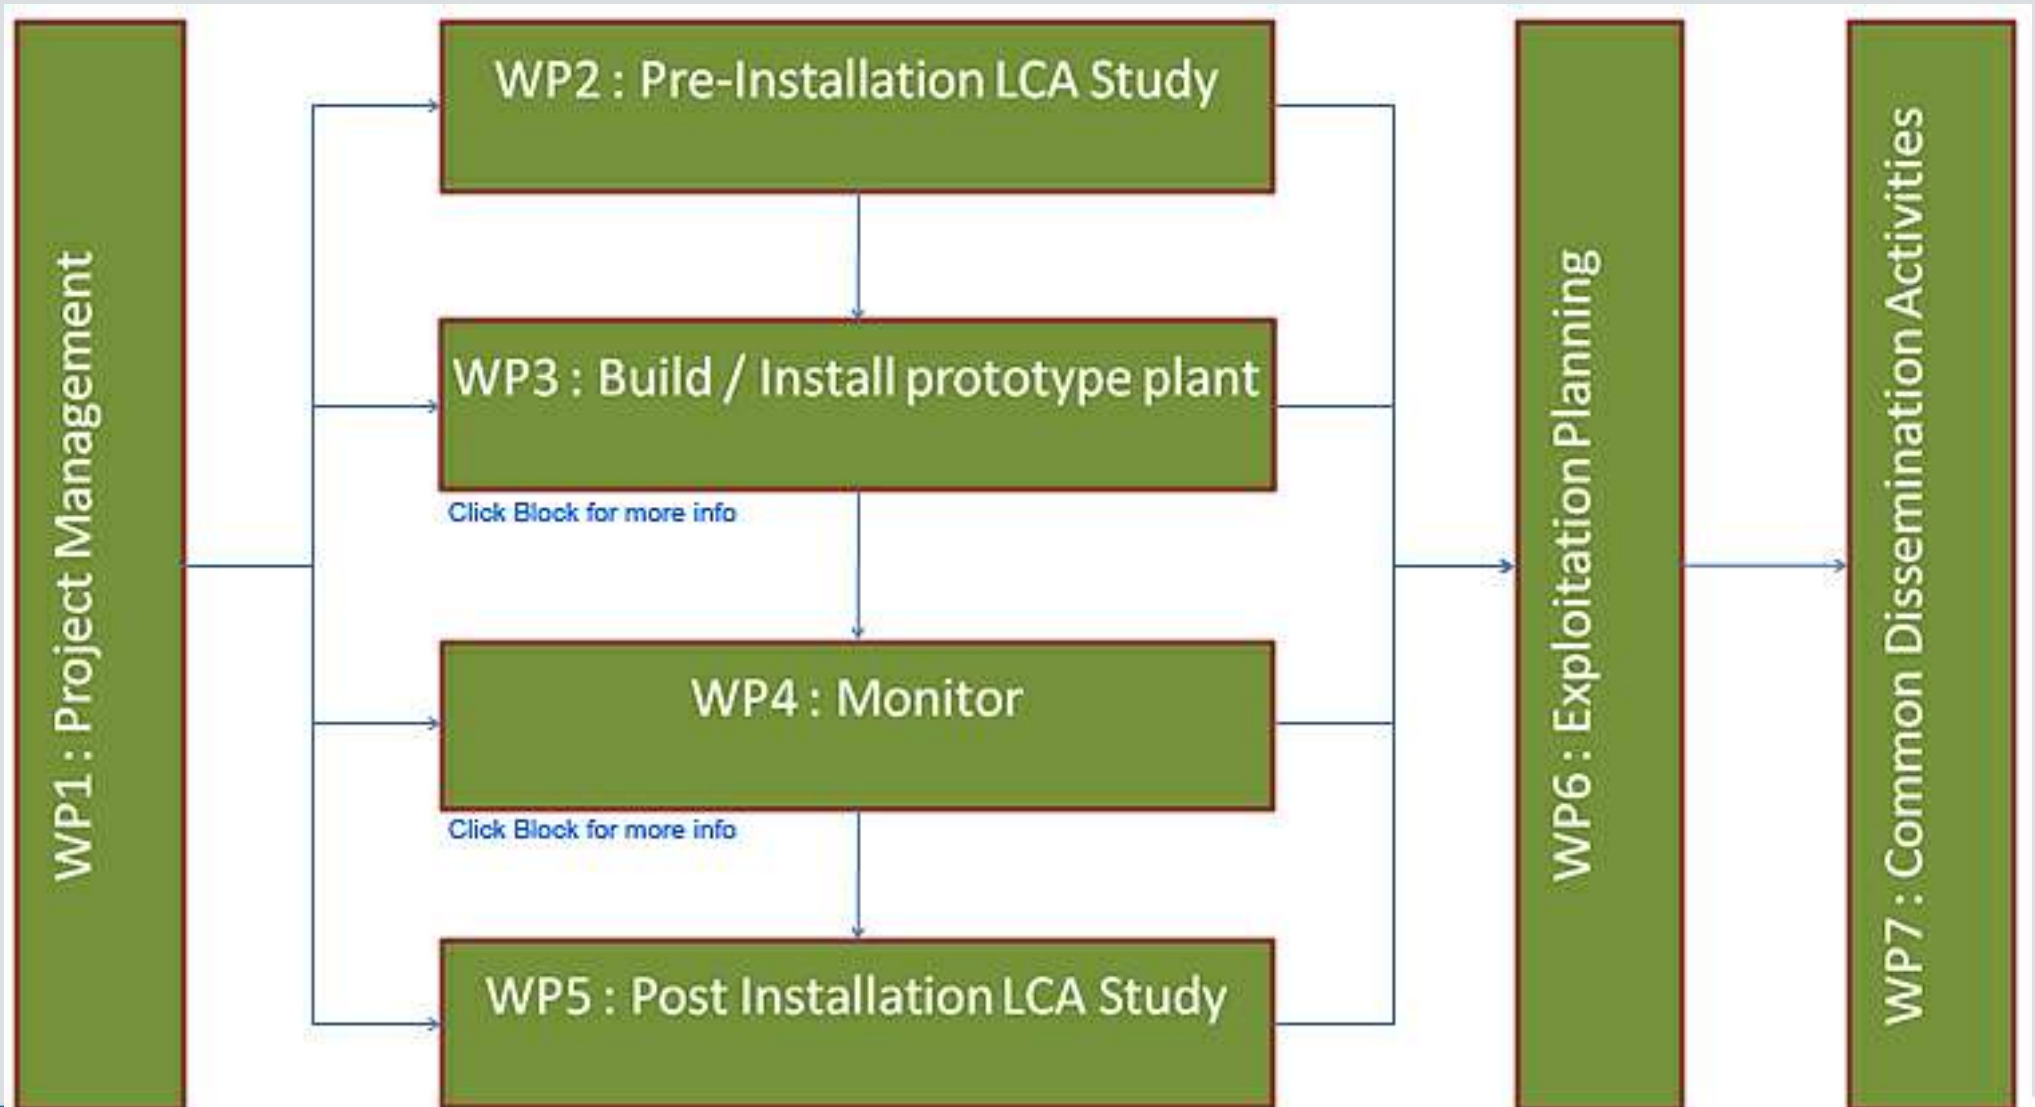 WP1 : Project Management
WP2 : Pre-Installation LCA Study
WP3 : Build / Install prototype plant
Click Block for more info
WP4 : Monitor
Click Block for more info
WP5 : Post Installation LCA Study
WP6 : Exploitation Planning
WP7 : Common Dissemination Activities